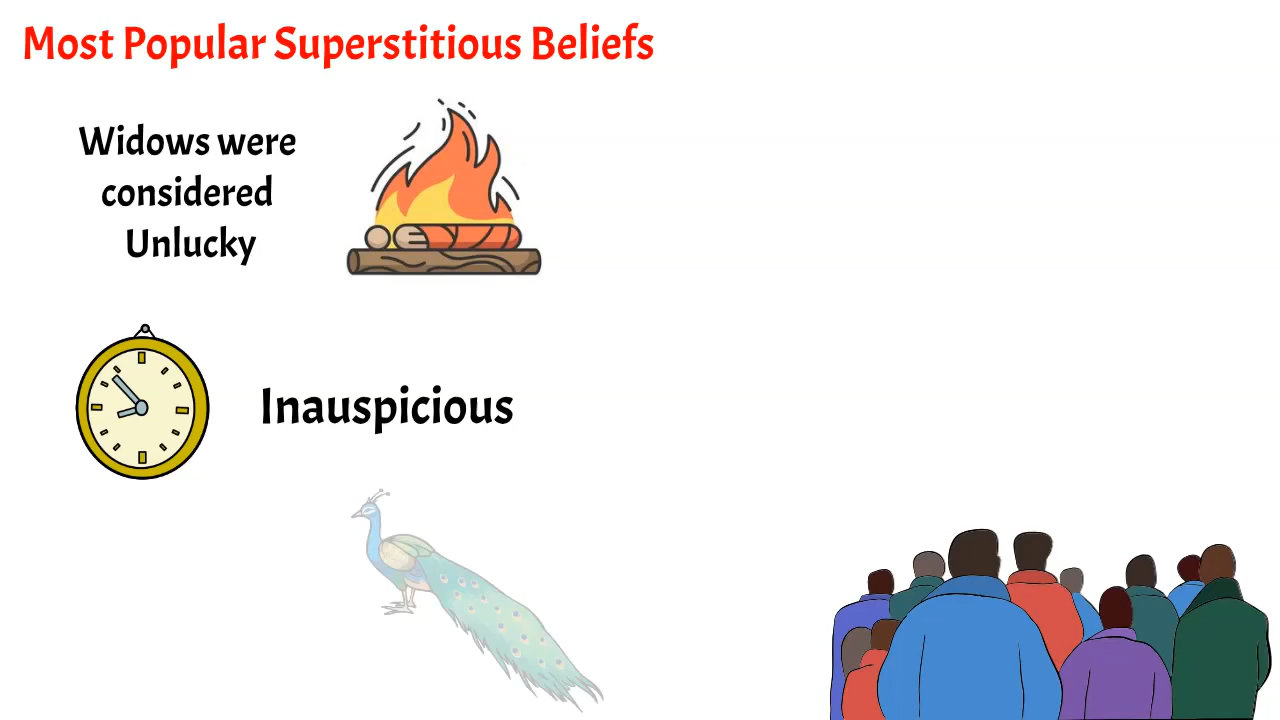 Most Popular Superstitious Beliefs
Widows were
considered
Unlucky
Inauspicious